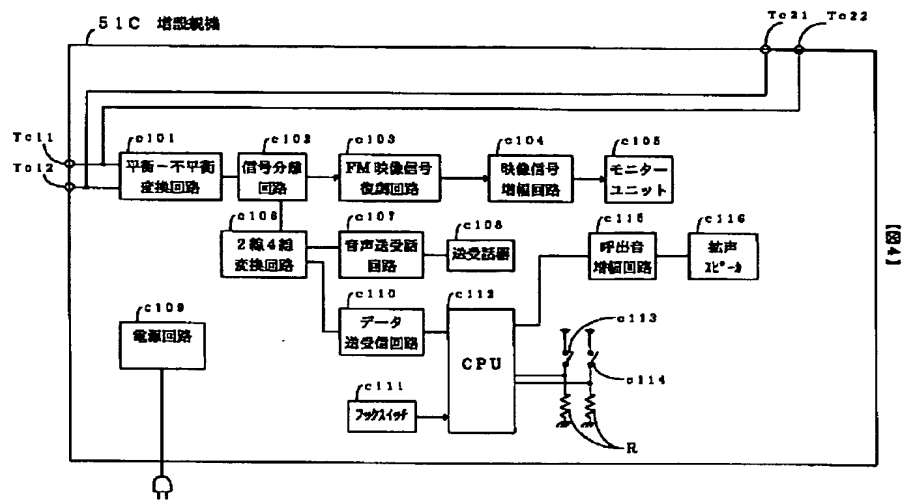 51C 増設親機
Tc21
Tc22
Tc11
Tc12
c101
平衡－不平衡
変換回路
c102
信号分離
回路
c103
FM映像信号
復調回路
c104
映像信号
増幅回路
c105
モニター
ユニット
c106
2線4線
変換回路
c107
音声送受話
回路
c108
送受話器
c115
呼出音
増幅回路
c116
拡声
スピーカ
【図4】
c109
電源回路
c110
データ
送受信回路
c112
CPU
c113
c114
c111
フックスイッチ
R